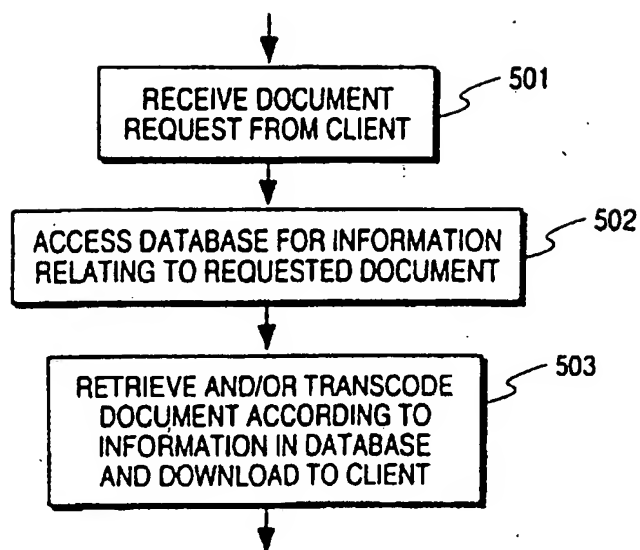 RECEIVE DOCUMENT
REQUEST FROM CLIENT
501
ACCESS DATABASE FOR INFORMATION
RELATING TO REQUESTED DOCUMENT
502
RETRIEVE AND/OR TRANSCODE
DOCUMENT ACCORDING TO
INFORMATION IN DATABASE
AND DOWNLOAD TO CLIENT
503